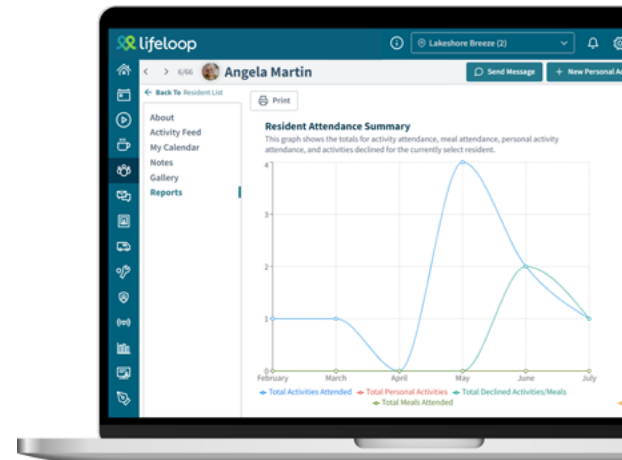 lifeloop
Lakeshore Breeze (2)
6/66 Angela Martin
Send Message
+ New Personal Ac
Back To Resident List
Print
About
Activity Feed
My Calendar
Notes
Gallery
Reports
Resident Attendance Summary
This graph shows the totals for activity attendance, meal attendance, personal activity
attendance, and activities declined for the currently select resident.
4
3
2
1
0
February March April May June July
Total Activities Attended Total Personal Activities Total Declined Activities/Meals
Total Meals Attended